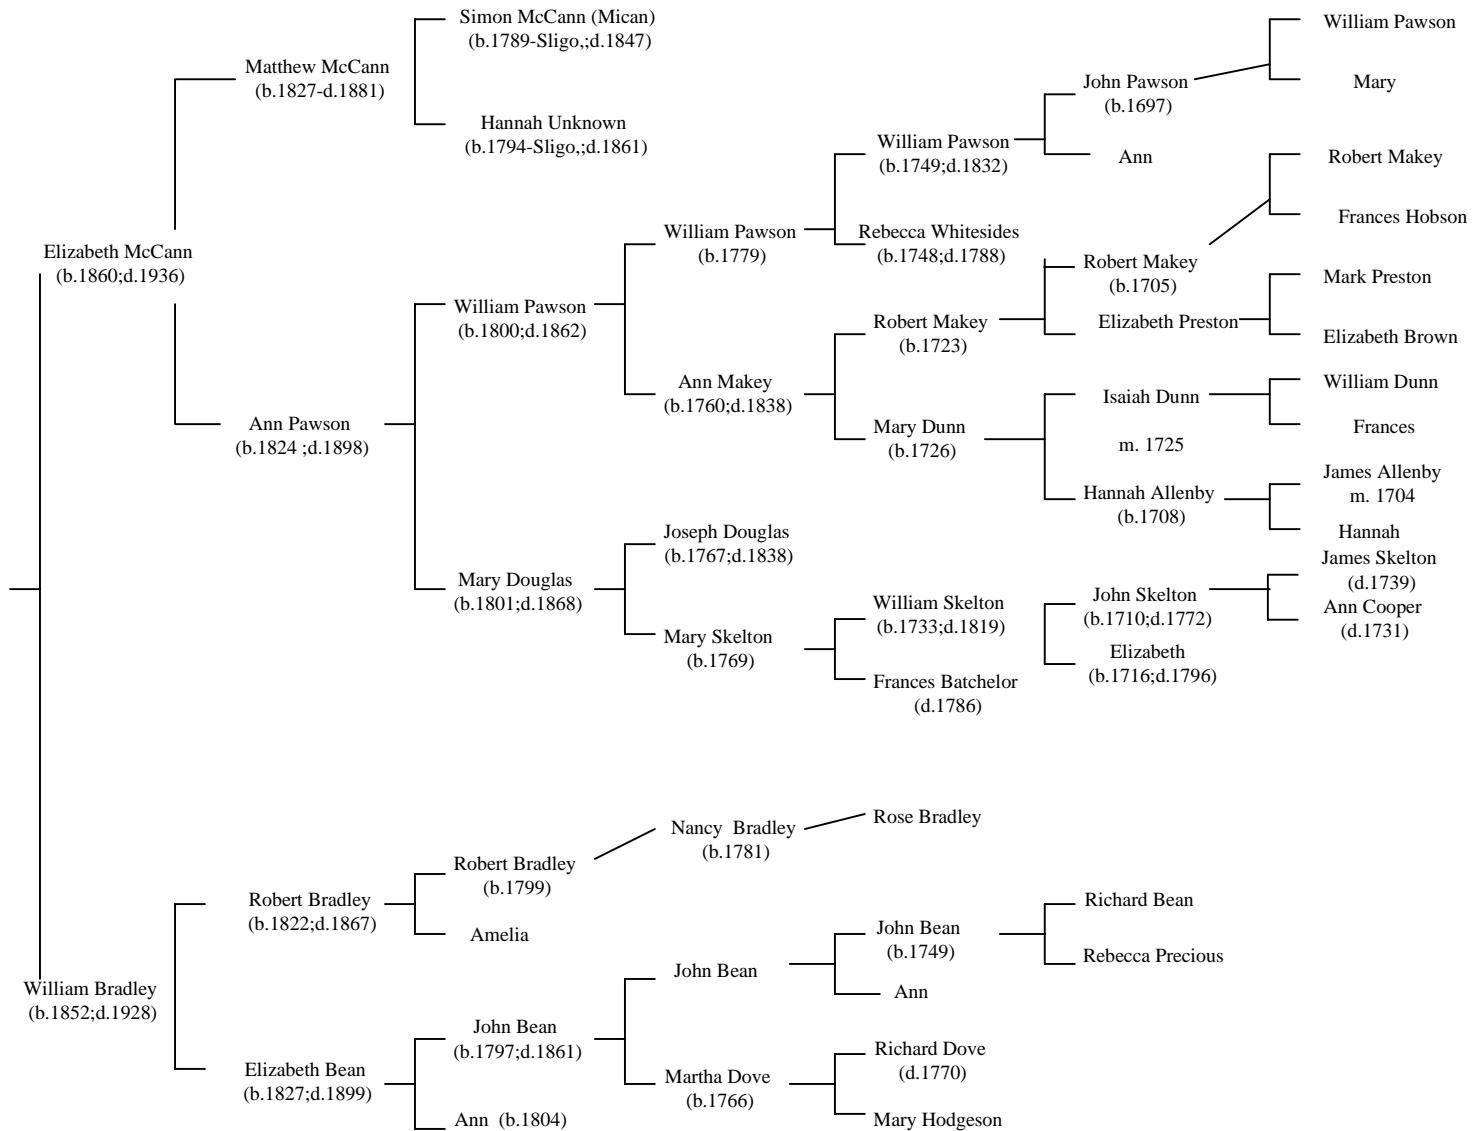 Simon McCann (Mican)
(b.1789-Sligo,;d.1847)
Matthew McCann
(b.1827-d.1881)
Hannah Unknown
(b.1794-Sligo,;d.1861)
Elizabeth McCann
(b.1860;d.1936)
Ann Pawson
(b.1824 ;d.1898)
William Pawson
(b.1800;d.1862)
Mary Douglas
(b.1801;d.1868)
William Pawson
(b.1779)
Ann Makey
(b.1760;d.1838)
Joseph Douglas
(b.1767;d.1838)
Mary Skelton
(b.1769)
William Pawson
(b.1749;d.1832)
Rebecca Whitesides
(b.1748;d.1788)
Robert Makey
(b.1723)
Mary Dunn
(b.1726)
William Skelton
(b.1733;d.1819)
Frances Batchelor
(d.1786)
John Pawson
(b.1697)
Ann
Robert Makey
(b.1705)
Elizabeth Preston
Isaiah Dunn
m. 1725
Hannah Allenby
(b.1708)
John Skelton
(b.1710;d.1772)
Elizabeth
(b.1716;d.1796)
William Pawson
Mary
Robert Makey
Frances Hobson
Mark Preston
Elizabeth Brown
William Dunn
Frances
James Allenby
m. 1704
Hannah
James Skelton
(d.1739)
Ann Cooper
(d.1731)
William Bradley
(b.1852;d.1928)
Robert Bradley
(b.1822;d.1867)
Elizabeth Bean
(b.1827;d.1899)
Robert Bradley
(b.1799)
Amelia
John Bean
(b.1797;d.1861)
Ann  (b.1804)
Nancy  Bradley
(b.1781)
John Bean
Martha Dove
(b.1766)
Rose Bradley
John Bean
(b.1749)
Ann
Richard Dove
(d.1770)
Mary Hodgeson
Richard Bean
Rebecca Precious